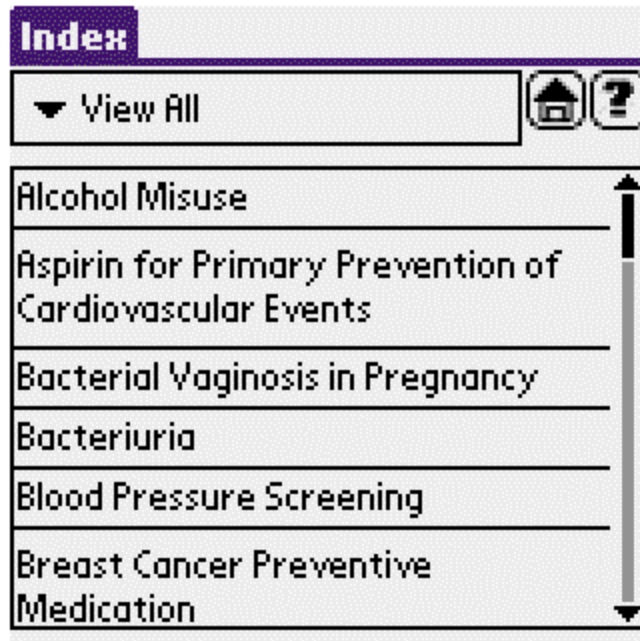 Index
View All
?
Alcohol Misuse
Aspirin for Primary Prevention of
Cardiovascular Events
Bacterial Vaginosis in Pregnancy
Bacteriuria
Blood Pressure Screening
Breast Cancer Preventive
Medication